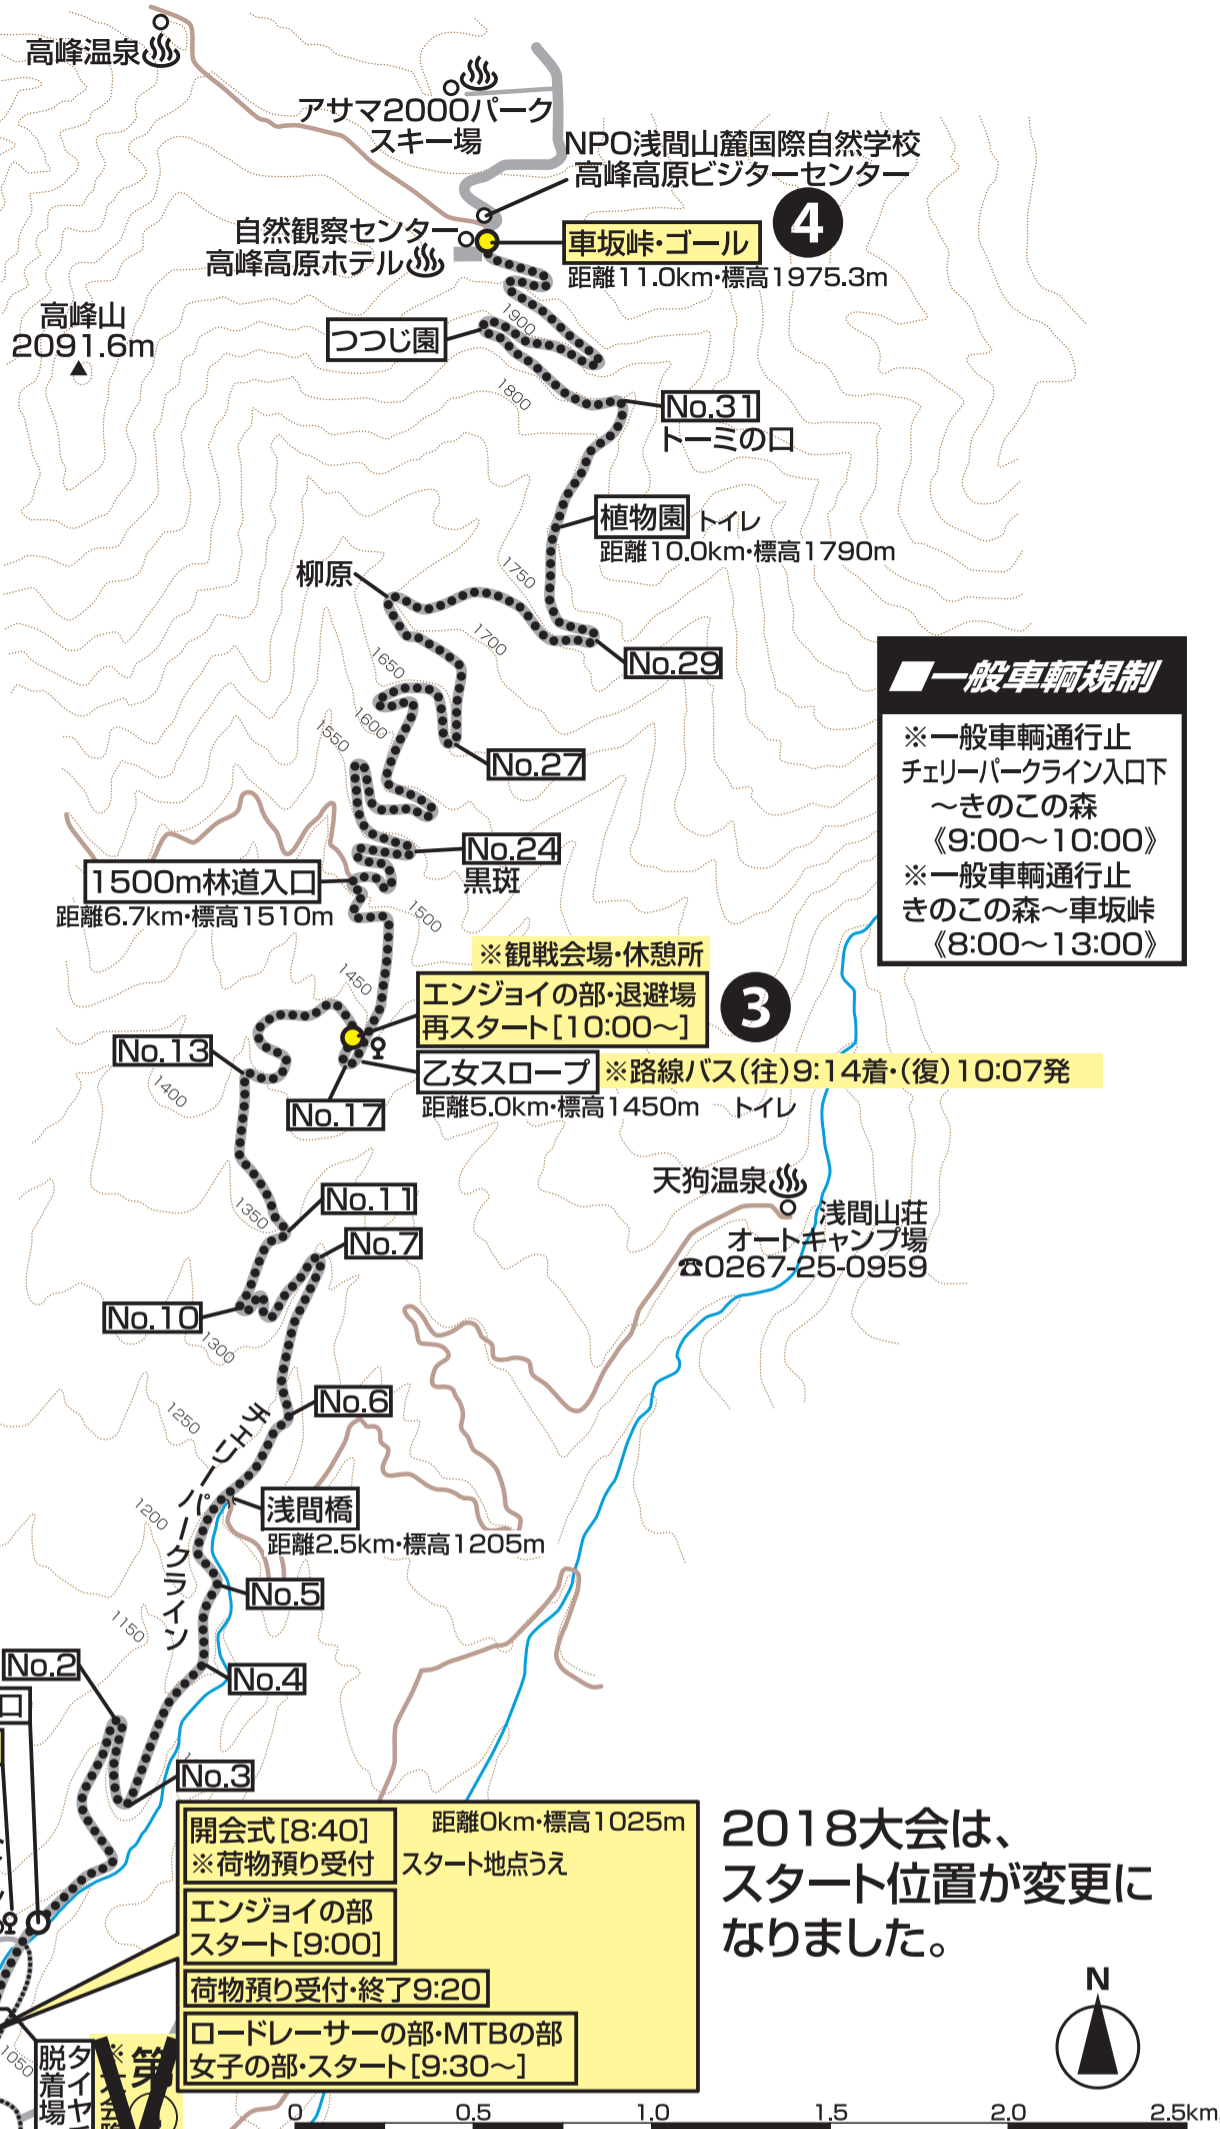 高峰温泉
アサマ2000パーク
スキー場
NPO浅間山麓国際自然学校
高峰高原ビジターセンター
自然観察センター
高峰高原ホテル
車坂峠・ゴール
4
距離11.0km・標高1975.3m
高峰山
2091.6m
つつじ園
1900
1800
No.31
トーミの口
植物園 トイレ
距離10.0km・標高1790m
柳原
1750
1700
No.29
1650
1600
1550
No.27
■一般車輌規制
※一般車輌通行止
チェリーパークライン入口下
～きのこの森
《9:00～10:00》
※一般車輌通行止
きのこの森～車坂峠
《8:00～13:00》
No.24
黒斑
1500m林道入口
距離6.7km・標高1510m
1500
1450
※観戦会場・休憩所
エンジョイの部・退避場
再スタート[10:00～]
3
乙女スロープ ※路線バス(往)9:14着・(復)10:07発
距離5.0km・標高1450m トイレ
No.13
1400
No.17
天狗温泉
浅間山荘
オートキャンプ場
☎0267-25-0959
No.11
1350
No.7
No.10
1300
No.6
1250
チェリーパークライン
浅間橋
距離2.5km・標高1205m
1200
No.5
1150
No.2
No.4
口
No.3
開会式[8:40]
※荷物預り受付
距離0km・標高1025m
スタート地点うえ
エンジョイの部
スタート[9:00]
荷物預り受付・終了9:20
ロードレーサーの部・MTBの部
女子の部・スタート[9:30～]
2018大会は、
スタート位置が変更に
なりました。
N
1050
タイヤ
脱着場
※
第
0 0.5 1.0 1.5 2.0 2.5km